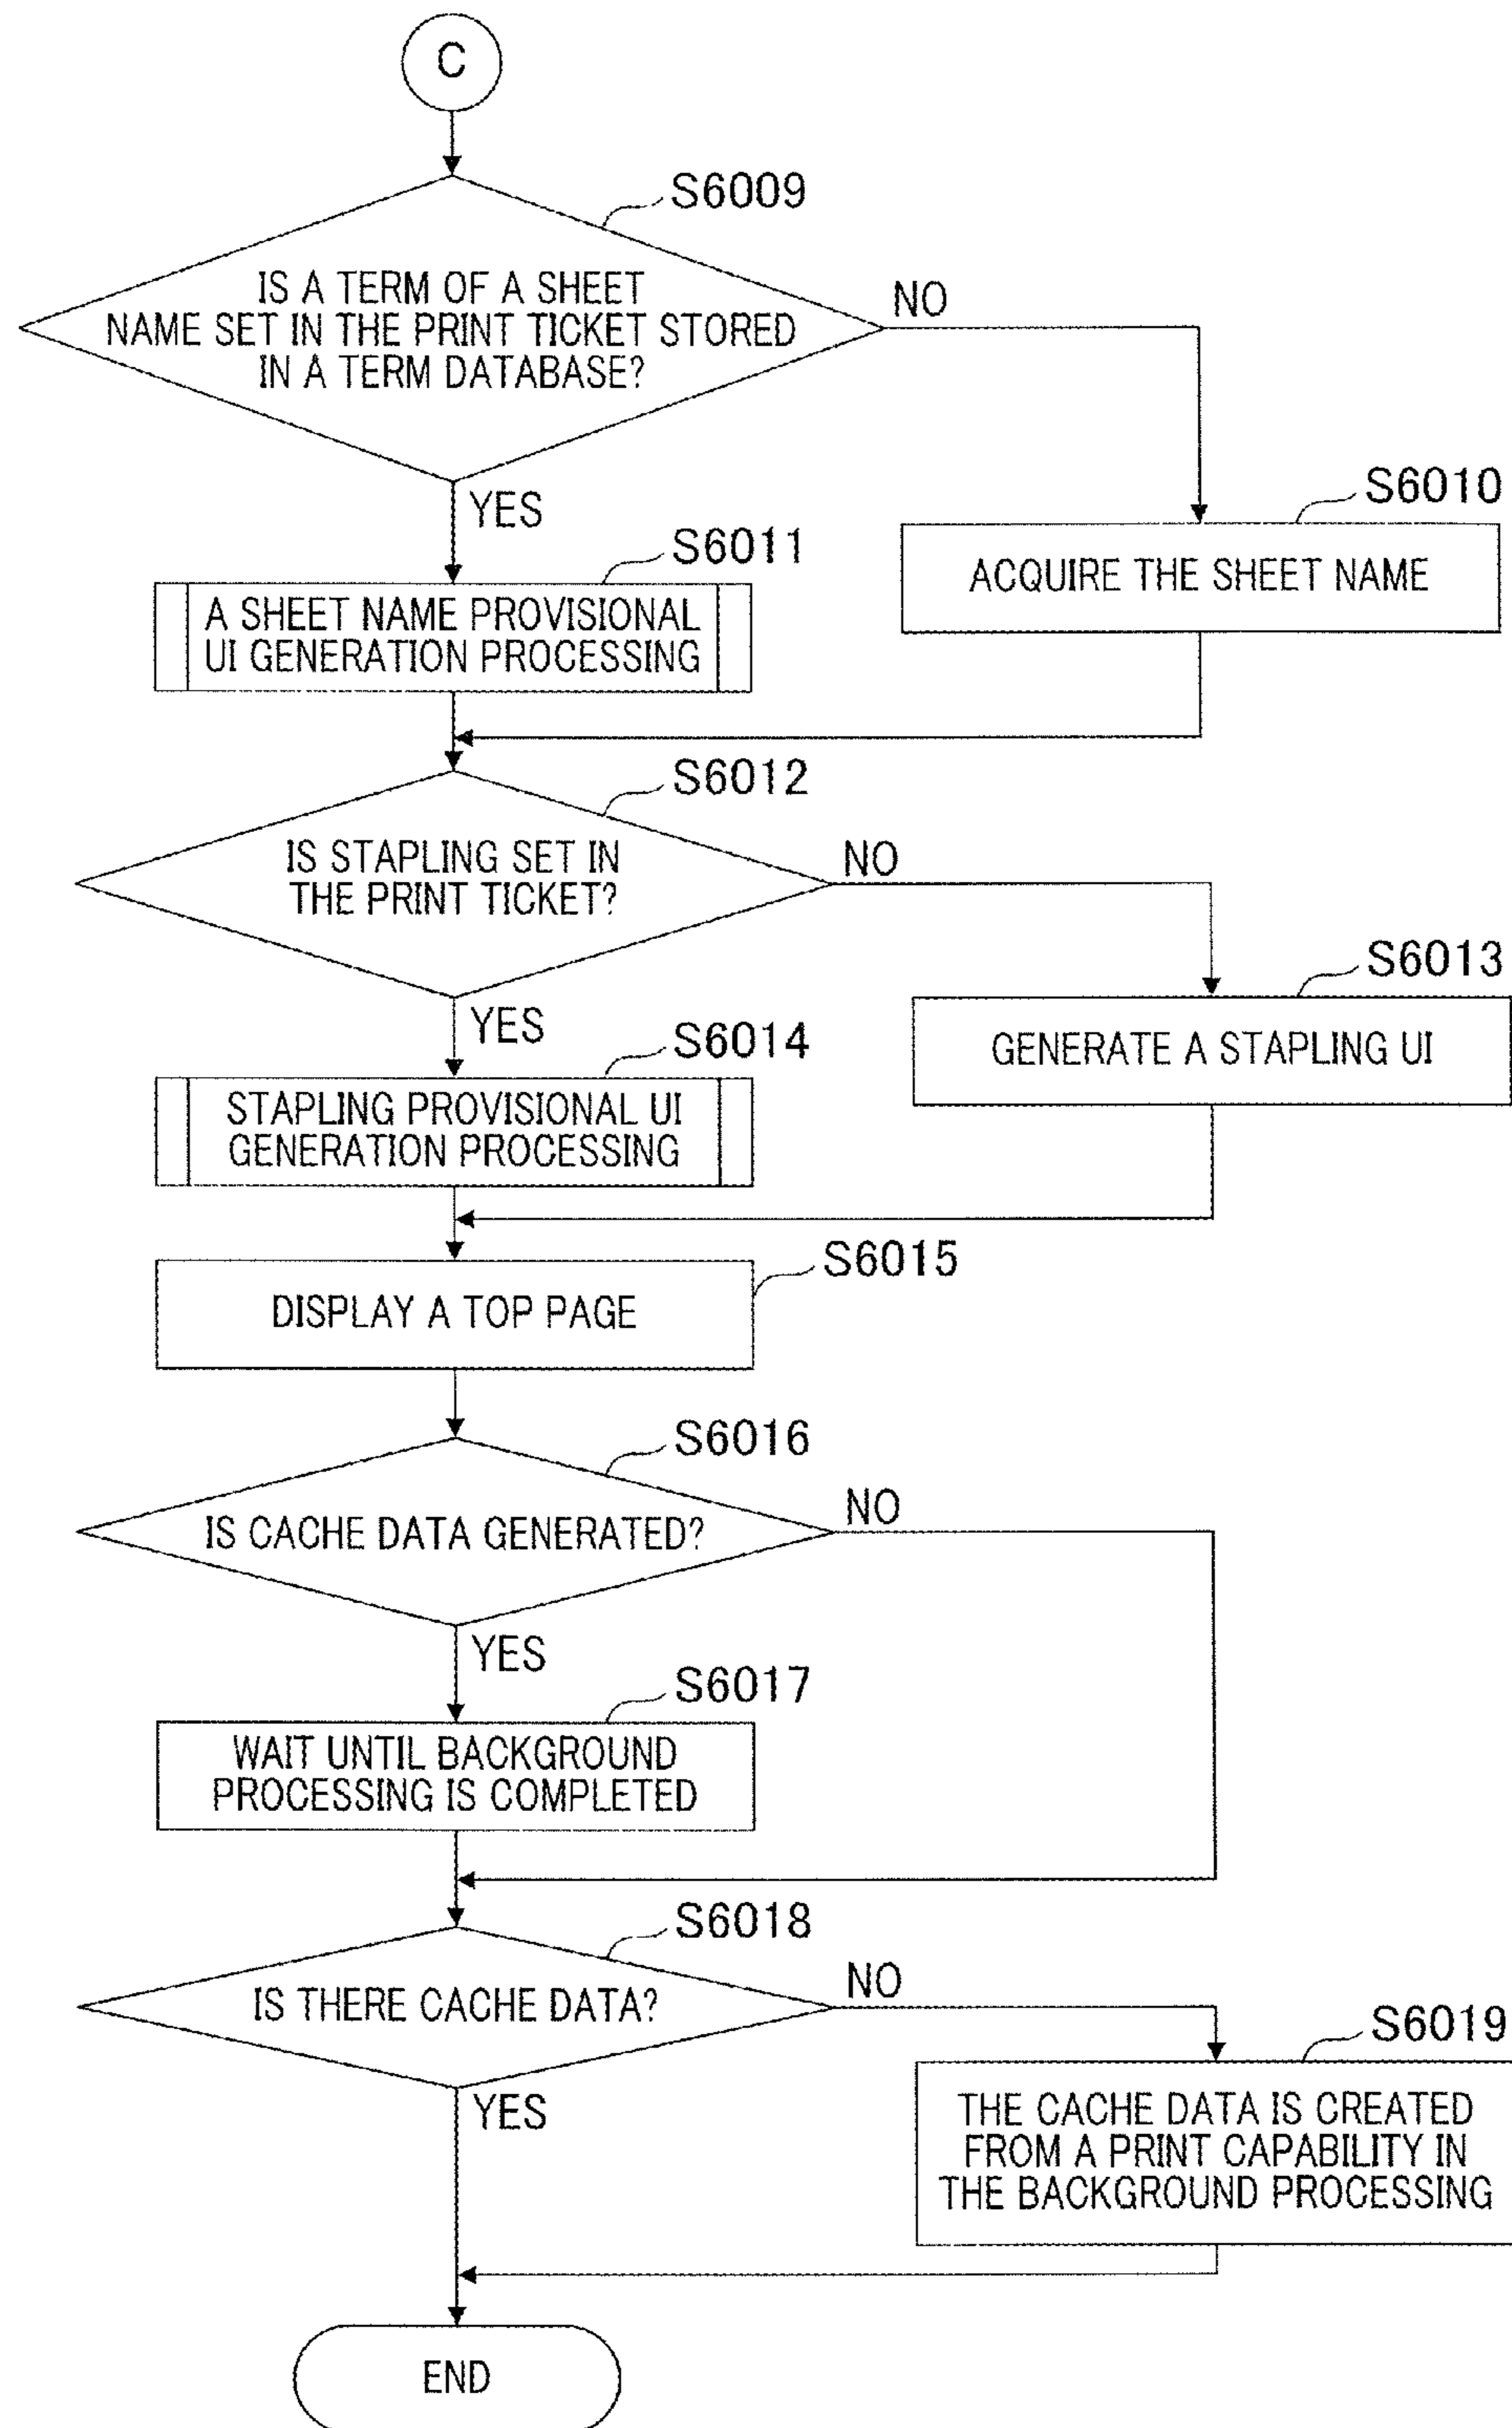 C
S6009
IS A TERM OF A SHEET
NAME SET IN THE PRINT TICKET STORED
IN A TERM DATABASE?
NO
YES
S6010
ACQUIRE THE SHEET NAME
S6011
A SHEET NAME PROVISIONAL
UI GENERATION PROCESSING
S6012
IS STAPLING SET IN
THE PRINT TICKET?
NO
YES
S6013
GENERATE A STAPLING UI
S6014
STAPLING PROVISIONAL UI
GENERATION PROCESSING
S6015
DISPLAY A TOP PAGE
S6016
IS CACHE DATA GENERATED?
NO
YES
S6017
WAIT UNTIL BACKGROUND
PROCESSING IS COMPLETED
S6018
IS THERE CACHE DATA?
NO
YES
S6019
THE CACHE DATA IS CREATED
FROM A PRINT CAPABILITY IN
THE BACKGROUND PROCESSING
END